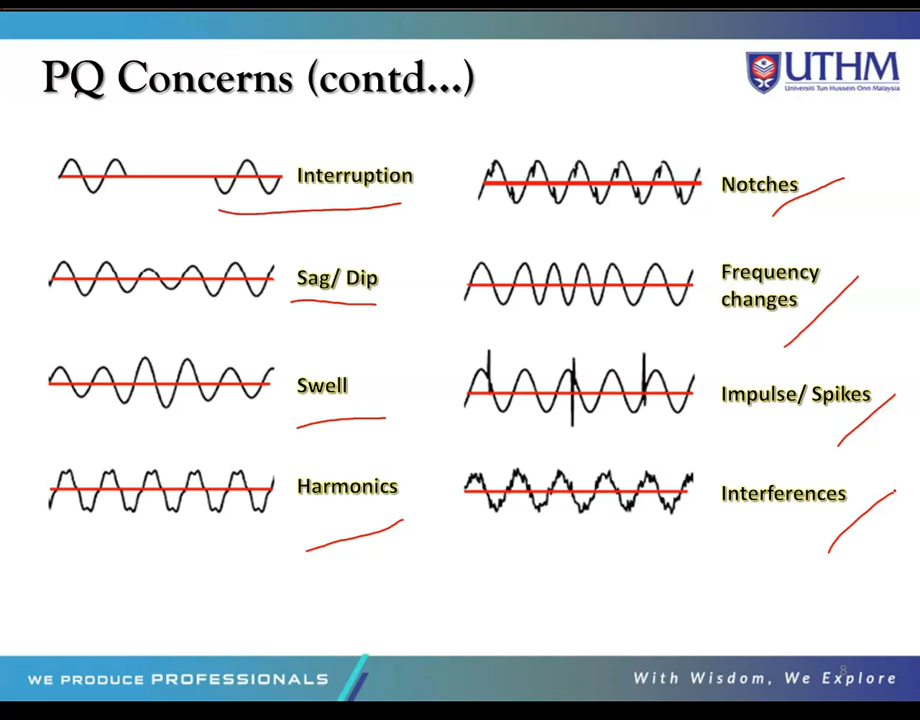 PQ Concerns (contd...)
UTHM
Universiti Tun Hussein Onn Malaysia
Interruption
Sag/ Dip
Swell
Harmonics
Notches
Frequency
changes
Impulse/ Spikes
Interferences
WE PRODUCE PROFESSIONALS
With Wisdom, We Explore
8